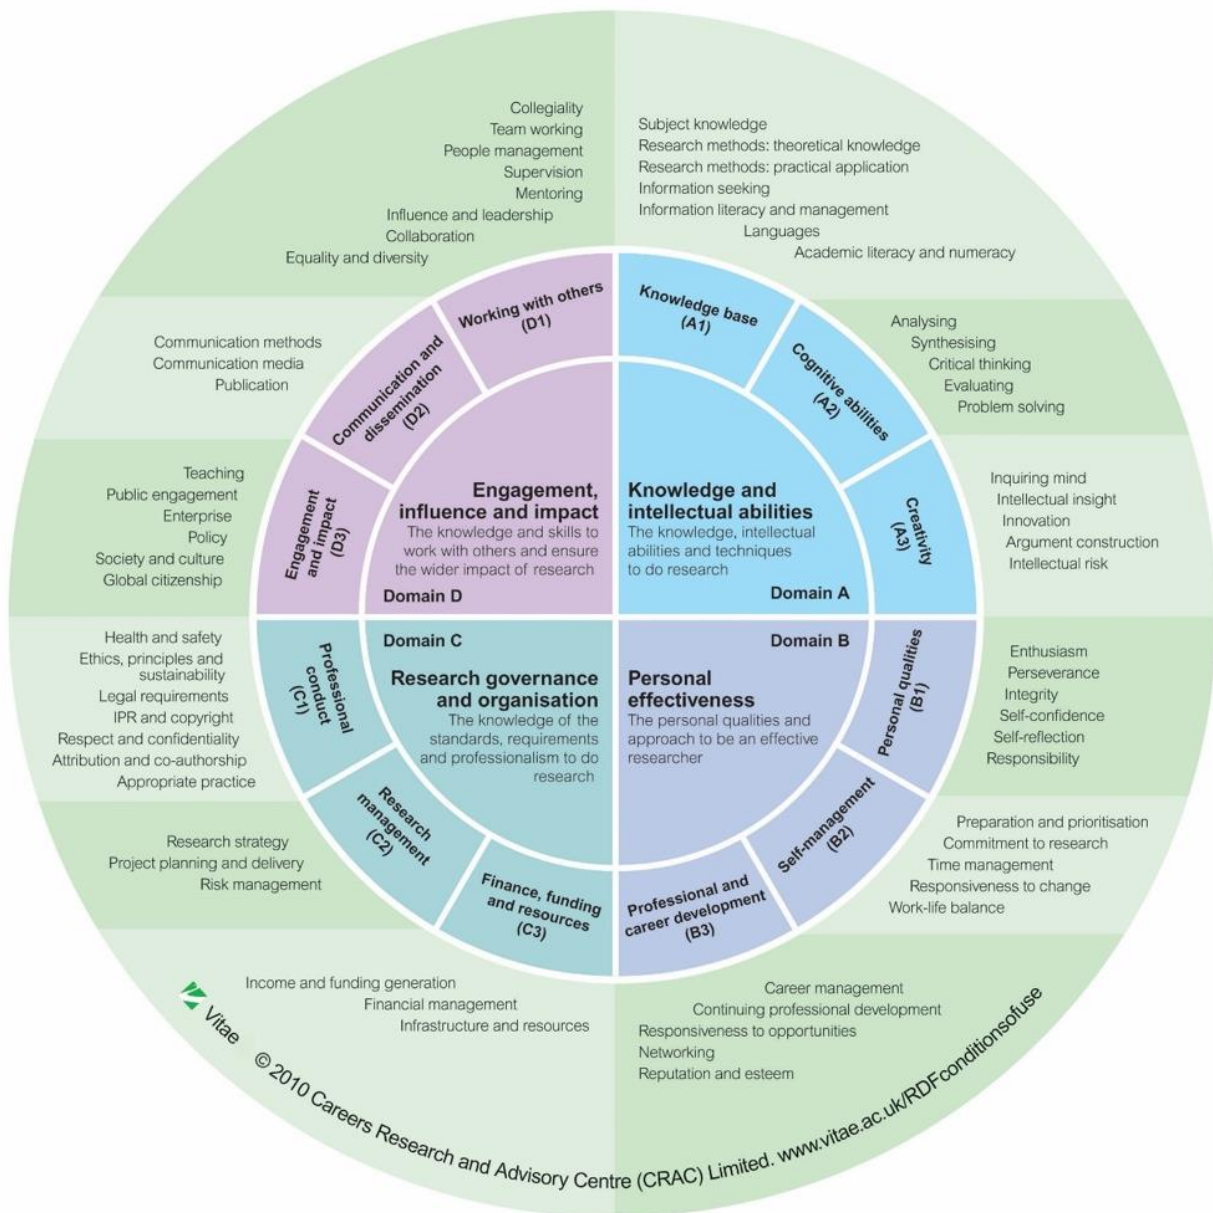 Collegiality
Team working
People management
Supervision
Mentoring
Influence and leadership
Collaboration
Equality and diversity
Subject knowledge
Research methods: theoretical knowledge
Research methods: practical application
Information seeking
Information literacy and management
Languages
Academic literacy and numeracy
Working with others
(D1)
Knowledge base
(A1)
Communication methods
Communication media
Publication
Communication and
dissemination
(D2)
Cognitive abilities
(A2)
Analysing
Synthesising
Critical thinking
Evaluating
Problem solving
Teaching
Public engagement
Enterprise
Policy
Society and culture
Global citizenship
Engagement
and impact
(D3)
Engagement,
influence and impact
The knowledge and skills to
work with others and ensure
the wider impact of research
Domain D
Knowledge and
intellectual abilities
The knowledge, intellectual
abilities and techniques
to do research
Domain A
Creativity
(A3)
Inquiring mind
Intellectual insight
Innovation
Argument construction
Intellectual risk
Health and safety
Ethics, principles and
sustainability
Legal requirements
IPR and copyright
Respect and confidentiality
Attribution and co-authorship
Appropriate practice
Professional
conduct
(C1)
Domain C
Research governance
and organisation
The knowledge of the
standards, requirements
and professionalism to do
research
Domain B
Personal
effectiveness
The personal qualities and
approach to be an effective
researcher
Personal qualities
(B1)
Enthusiasm
Perseverance
Integrity
Self-confidence
Self-reflection
Responsibility
Research strategy
Project planning and delivery
Risk management
Research
management
(C2)
Self-management
(B2)
Preparation and prioritisation
Commitment to research
Time management
Responsiveness to change
Work-life balance
Finance, funding
and resources
(C3)
Professional and
career development
(B3)
Income and funding generation
Financial management
Infrastructure and resources
Career management
Continuing professional development
Responsiveness to opportunities
Networking
Reputation and esteem
Vitae © 2010 Careers Research and Advisory Centre (CRAC) Limited. www.vitae.ac.uk/RDFconditionsofuse